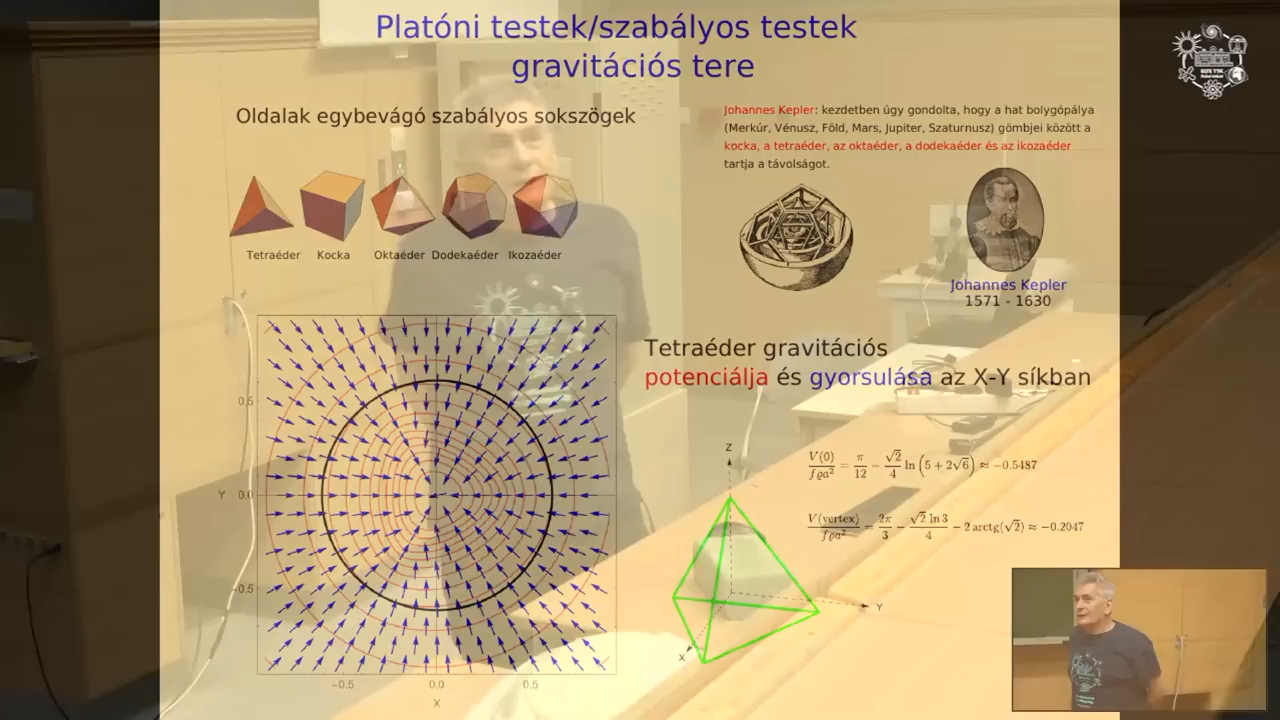 Platóni testek/szabályos testek
gravitációs tere
Oldalak egybevágó szabályos sokszögek
Tetraéder Kocka Oktaéder Dodekaéder Ikozaéder
Johannes Kepler: kezdetben úgy gondolta, hogy a hat bolygópálya
(Merkúr, Vénusz, Föld, Mars, Jupiter, Szaturnusz) gömbjei között a
kocka, a tetraéder, az oktaéder, a dodekaéder és az ikozaéder
tartja a távolságot.
Johannes Kepler
1571 - 1630
Tetraéder gravitációs
potenciálja és gyorsulása az X-Y síkban
0.5
Y 0.0
-0.5
-0.5 0.0 0.5
X
Z
Y
X
V(0)/fϱa² = π/12 − √2/4 ln (5 + 2√6) ≈ −0.5487
V(vertex)/fϱa² = 2π/3 − √2 ln 3/4 − 2 arctg(√2) ≈ −0.2047
ELTE TTK